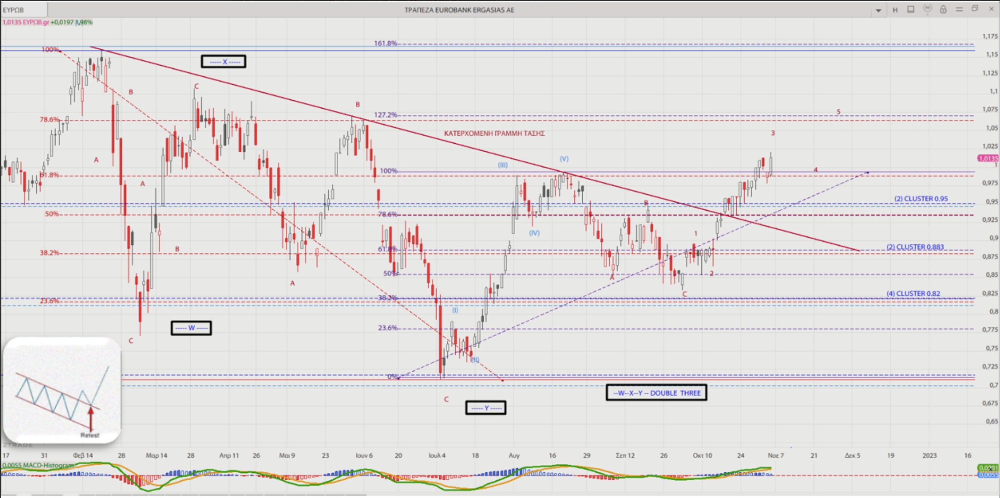 ΕΥΡΩΒ
ΤΡΑΠΕΖΑ EUROBANK ERGASIAS ΑΕ
H
1,0135 ΕΥΡΩΒ.gr +0,0197 1,98%
161.8%
1,175
100%
1,15
----- X -----
1,125
C
B
1,1
B
127.2%
5
1,075
78.6%
1,05
ΚΑΤΕΡΧΟΜΕΝΗ ΓΡΑΜΜΗ ΤΑΣΗΣ
3
1,025
A
(III)
(V)
1,0135
1
100%
4
61.8%
A
0,975
B
(2) CLUSTER 0.95
0,95
50%
78.6%
0,925
(IV)
1
0,9
B
38.2%
61.8%
(2) CLUSTER 0.883
0,875
50%
A
2
0,85
A
C
23.6%
38.2%
(4) CLUSTER 0.82
0,825
(I)
0,8
----- W -----
23.6%
0,775
C
0,75
(II)
0,725
0%
0,7
--W--X--Y -- DOUBLE THREE
C
----- Y -----
0,675
0,65
Retest
ZTRADE
17 31 Φεβ 14 28 Μαρ 14 28 Απρ 11 26 Μαι 9 23 Ιουν 6 20 Ιουλ 4 18 Αυγ 16 29 Σεπ 12 26 Οκτ 10 24 Νοε 7 21 Δεκ 5 19 2023 16
0,0055 MACD-Histogram
0,0055